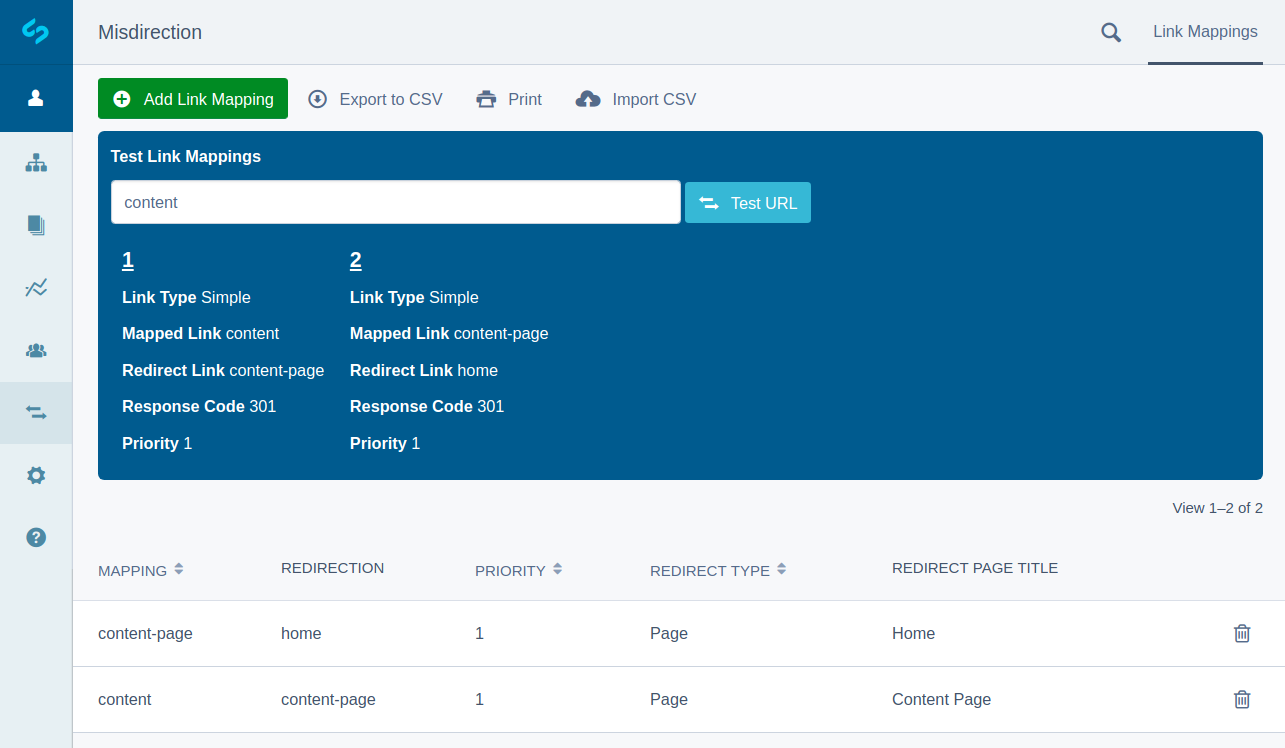 Misdirection
Link Mappings
Add Link Mapping Export to CSV Print Import CSV
Test Link Mappings
content Test URL
1 2
Link Type Simple Link Type Simple
Mapped Link content Mapped Link content-page
Redirect Link content-page Redirect Link home
Response Code 301 Response Code 301
Priority 1 Priority 1
View 1–2 of 2
MAPPING REDIRECTION PRIORITY REDIRECT TYPE REDIRECT PAGE TITLE
content-page home 1 Page Home
content content-page 1 Page Content Page